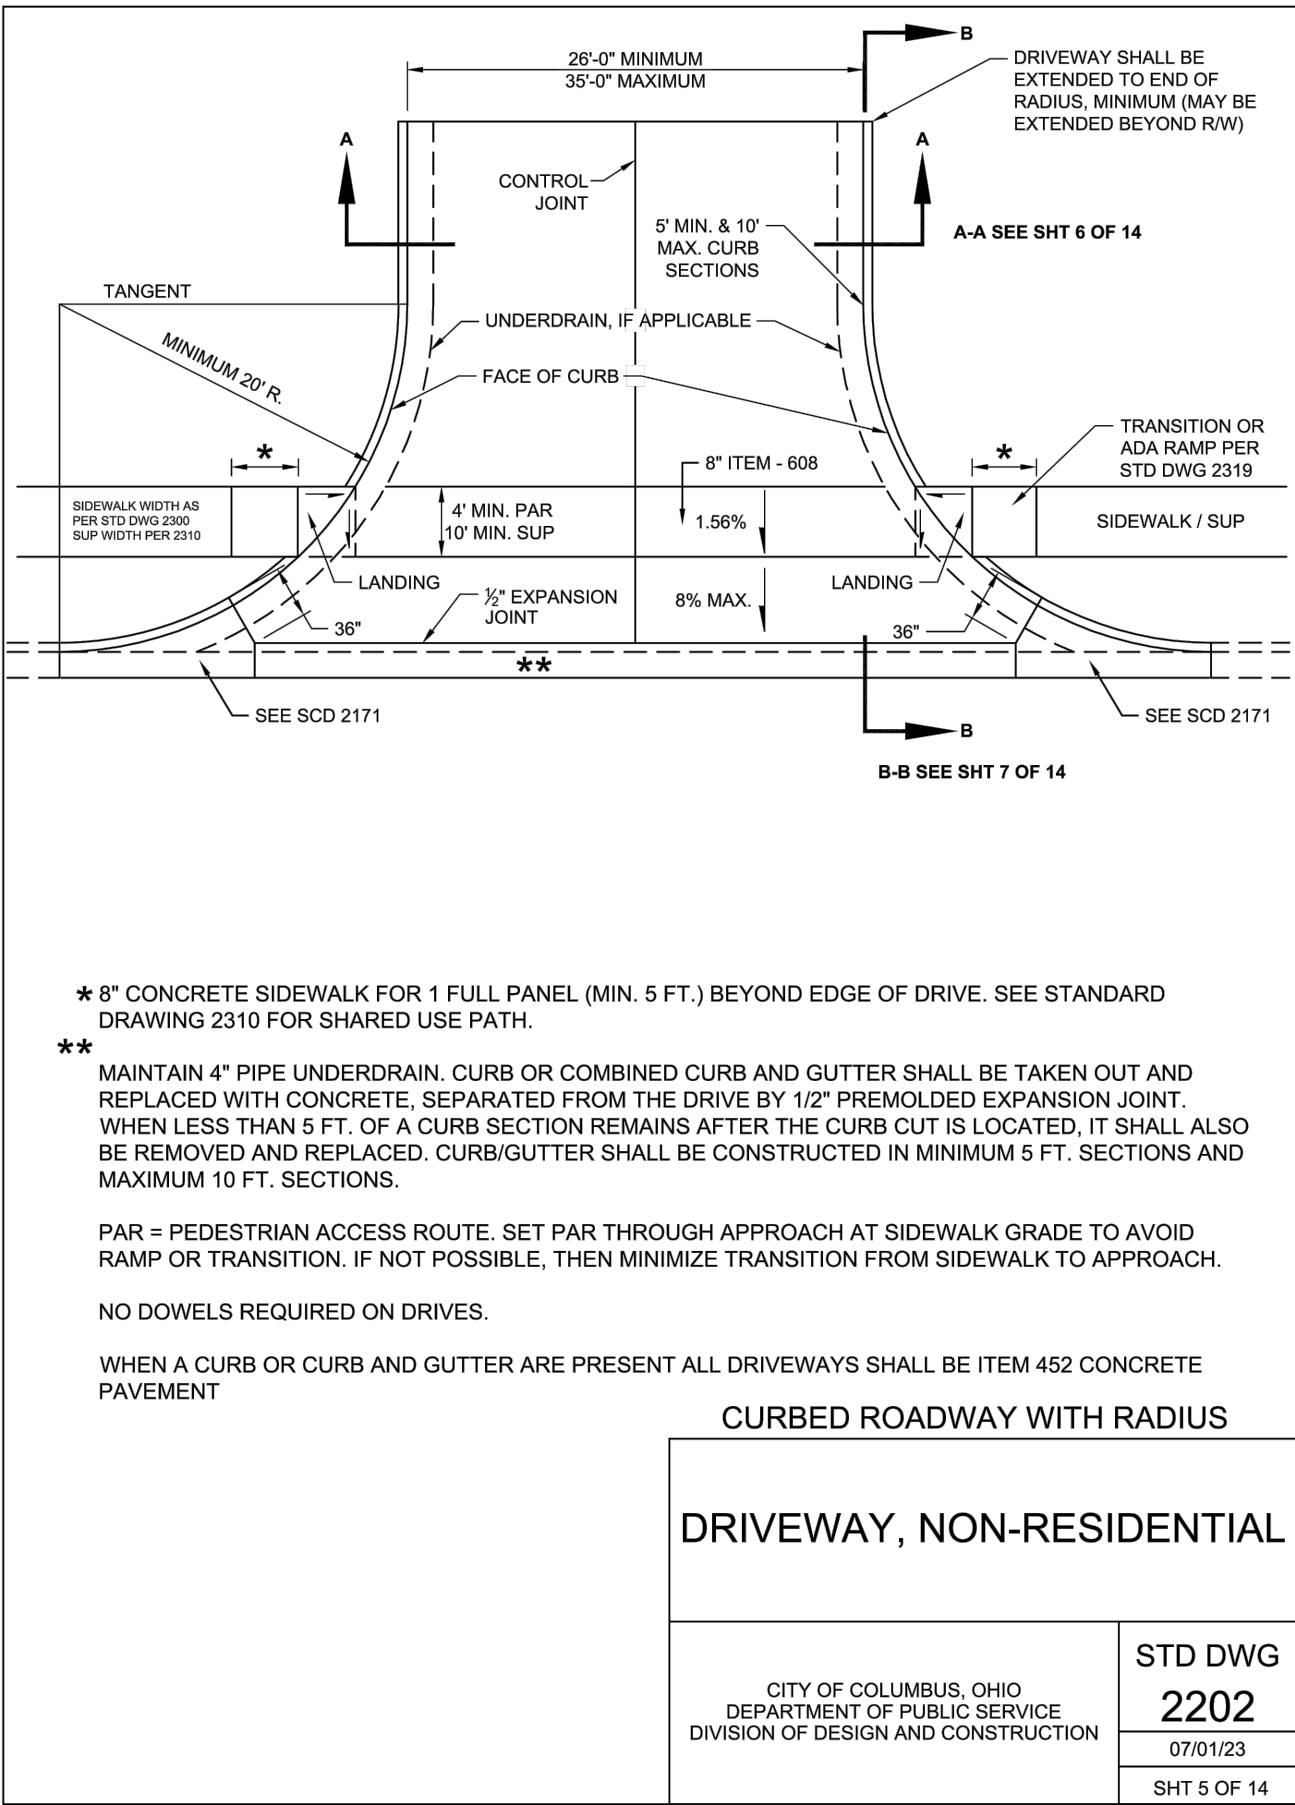 26'-0" MINIMUM
35'-0" MAXIMUM
B
DRIVEWAY SHALL BE
EXTENDED TO END OF
RADIUS, MINIMUM (MAY BE
EXTENDED BEYOND R/W)
A
A
CONTROL
JOINT
5' MIN. & 10'
MAX. CURB
SECTIONS
A-A SEE SHT 6 OF 14
TANGENT
MINIMUM 20' R.
UNDERDRAIN, IF APPLICABLE
FACE OF CURB
*
*
TRANSITION OR
ADA RAMP PER
STD DWG 2319
8" ITEM - 608
SIDEWALK WIDTH AS
PER STD DWG 2300
SUP WIDTH PER 2310
4' MIN. PAR
10' MIN. SUP
1.56%
SIDEWALK / SUP
LANDING
LANDING
½" EXPANSION
JOINT
8% MAX.
36"
36"
**
SEE SCD 2171
SEE SCD 2171
B
B-B SEE SHT 7 OF 14
* 8" CONCRETE SIDEWALK FOR 1 FULL PANEL (MIN. 5 FT.) BEYOND EDGE OF DRIVE. SEE STANDARD
DRAWING 2310 FOR SHARED USE PATH.
**
MAINTAIN 4" PIPE UNDERDRAIN. CURB OR COMBINED CURB AND GUTTER SHALL BE TAKEN OUT AND
REPLACED WITH CONCRETE, SEPARATED FROM THE DRIVE BY 1/2" PREMOLDED EXPANSION JOINT.
WHEN LESS THAN 5 FT. OF A CURB SECTION REMAINS AFTER THE CURB CUT IS LOCATED, IT SHALL ALSO
BE REMOVED AND REPLACED. CURB/GUTTER SHALL BE CONSTRUCTED IN MINIMUM 5 FT. SECTIONS AND
MAXIMUM 10 FT. SECTIONS.
PAR = PEDESTRIAN ACCESS ROUTE. SET PAR THROUGH APPROACH AT SIDEWALK GRADE TO AVOID
RAMP OR TRANSITION. IF NOT POSSIBLE, THEN MINIMIZE TRANSITION FROM SIDEWALK TO APPROACH.
NO DOWELS REQUIRED ON DRIVES.
WHEN A CURB OR CURB AND GUTTER ARE PRESENT ALL DRIVEWAYS SHALL BE ITEM 452 CONCRETE
PAVEMENT
CURBED ROADWAY WITH RADIUS
DRIVEWAY, NON-RESIDENTIAL
CITY OF COLUMBUS, OHIO
DEPARTMENT OF PUBLIC SERVICE
DIVISION OF DESIGN AND CONSTRUCTION
STD DWG
2202
07/01/23
SHT 5 OF 14